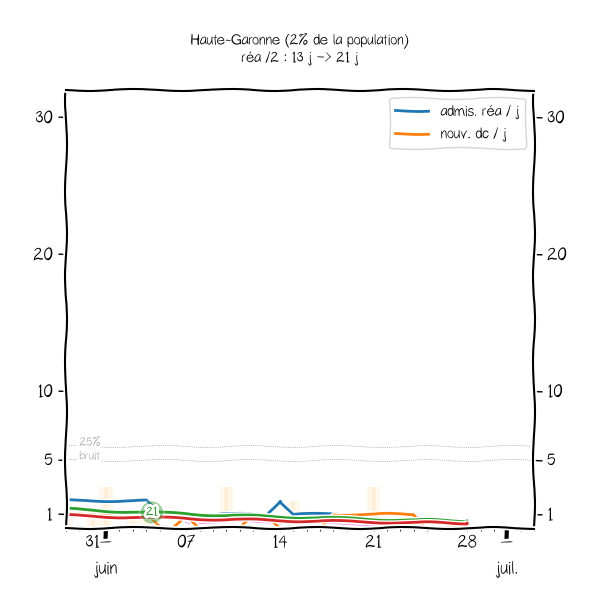 Haute-Garonne (2% de la population)
réa /2 : 13 j -> 21 j
admis. réa / j
nouv. dc / j
30
30
20
20
10
10
25%
bruit
5
5
21
1
1
31
07
14
21
28
juin
juil.